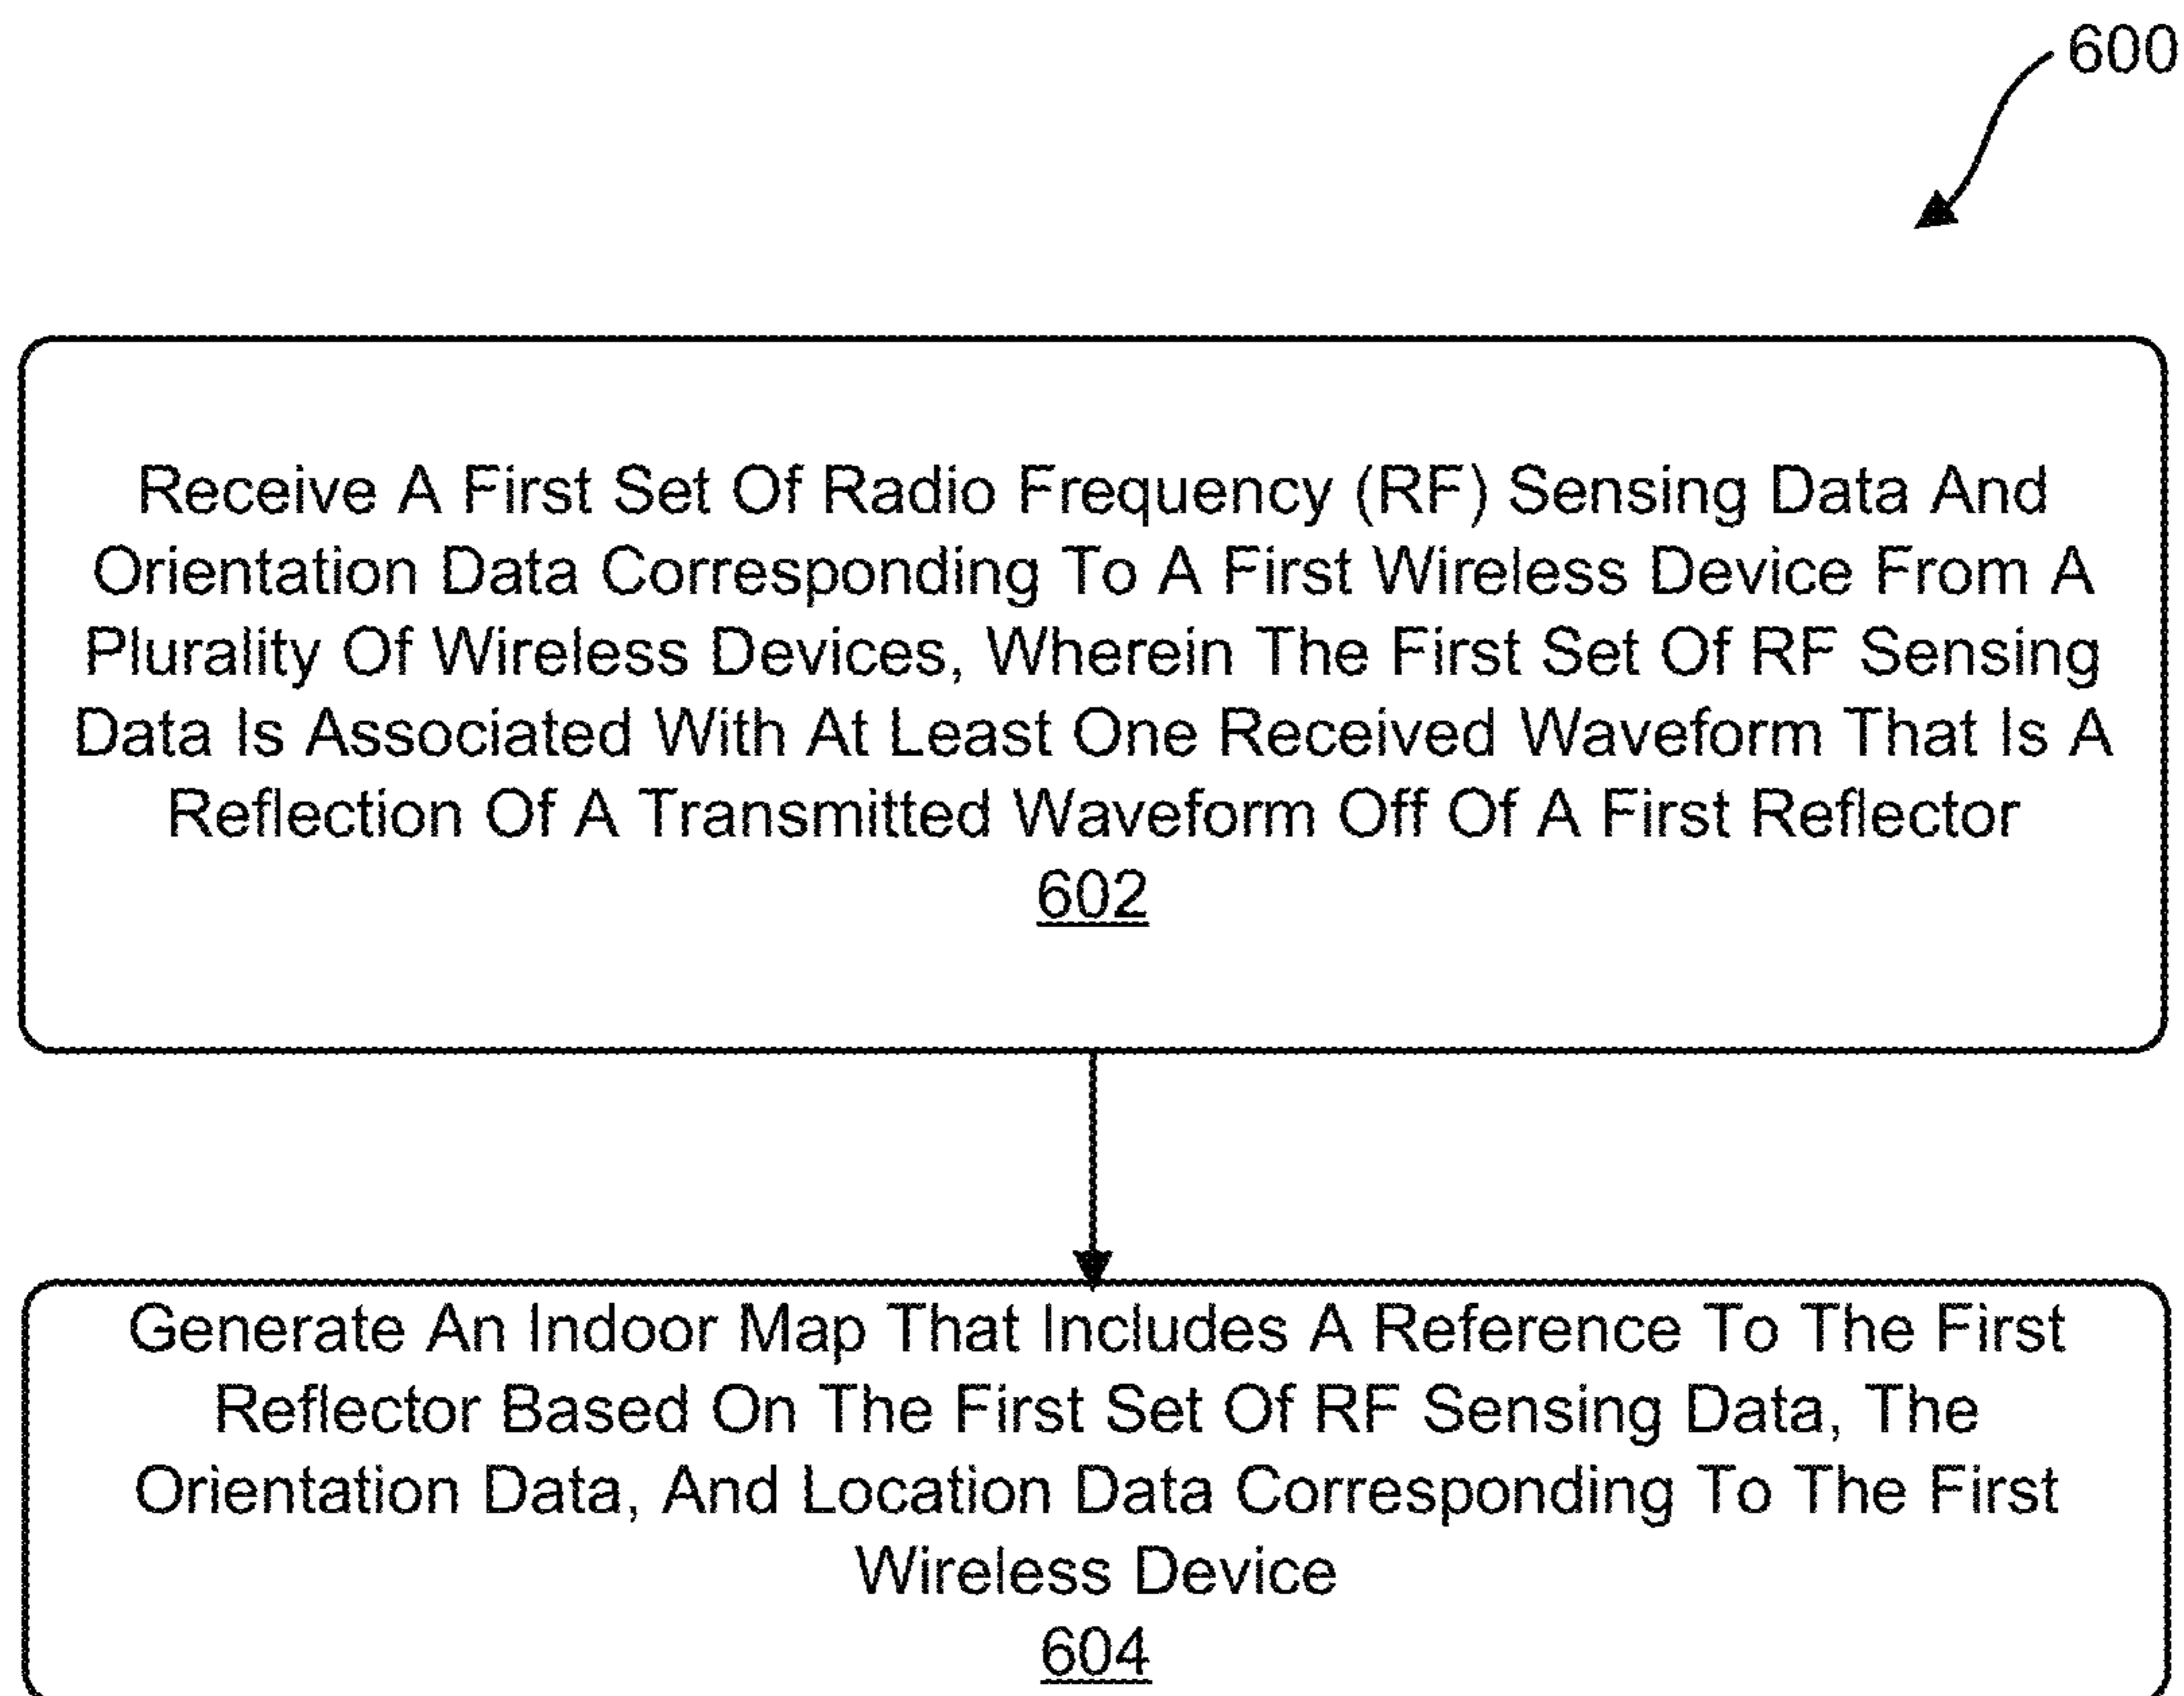 600
Receive A First Set Of Radio Frequency (RF) Sensing Data And
Orientation Data Corresponding To A First Wireless Device From A
Plurality Of Wireless Devices, Wherein The First Set Of RF Sensing
Data Is Associated With At Least One Received Waveform That Is A
Reflection Of A Transmitted Waveform Off Of A First Reflector
602
Generate An Indoor Map That Includes A Reference To The First
Reflector Based On The First Set Of RF Sensing Data, The
Orientation Data, And Location Data Corresponding To The First
Wireless Device
604